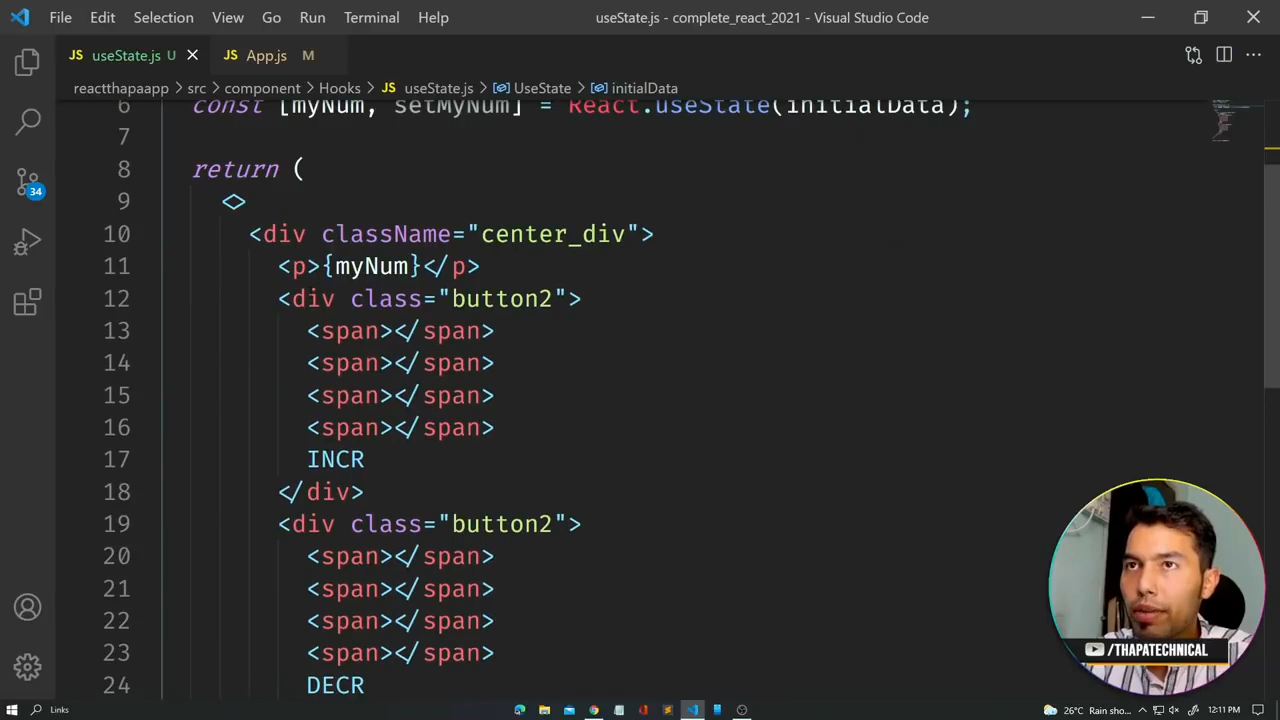 File Edit Selection View Go Run Terminal Help useState.js - complete_react_2021 - Visual Studio Code
JS useState.js U JS App.js M
reactthapaapp > src > component > Hooks > JS useState.js > UseState > initialData
6 const [myNum, setMyNum] = React.useState(initialData);
7
8 return (
9 <>
10 <div className="center_div">
11 <p>{myNum}</p>
12 <div class="button2">
13 <span></span>
14 <span></span>
15 <span></span>
16 <span></span>
17 INCR
18 </div>
19 <div class="button2">
20 <span></span>
21 <span></span>
22 <span></span>
23 <span></span>
24 DECR
34
/THAPATECHNICAL
Links 26°C Rain sho... 12:11 PM